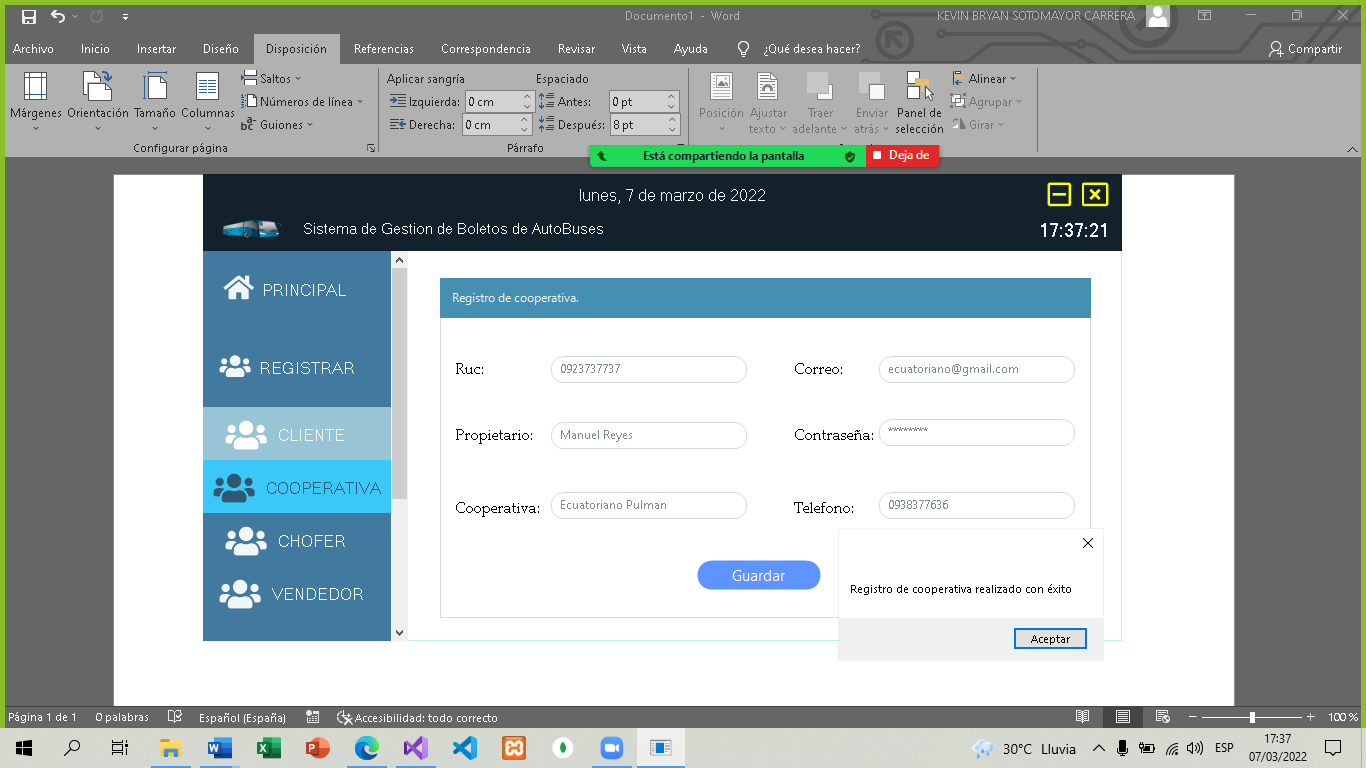 Documento1 - Word
KEVIN BRYAN SOTOMAYOR CARRERA
Archivo Inicio Insertar Diseño Disposición Referencias Correspondencia Revisar Vista Ayuda ¿Qué desea hacer? Compartir
Márgenes
Orientación
Tamaño
Columnas
Saltos
Números de línea
Guiones
Configurar página
Aplicar sangría
Izquierda: 0 cm
Derecha: 0 cm
Espaciado
Antes: 0 pt
Después: 8 pt
Párrafo
Posición
Ajustar texto
Traer adelante
Enviar atrás
Panel de selección
Alinear
Agrupar
Girar
Está compartiendo la pantalla
Deja de
lunes, 7 de marzo de 2022
Sistema de Gestion de Boletos de AutoBuses
17:37:21
PRINCIPAL
REGISTRAR
CLIENTE
COOPERATIVA
CHOFER
VENDEDOR
Registro de cooperativa.
Ruc: 0923737737
Correo: ecuatoriano@gmail.com
Propietario: Manuel Reyes
Contraseña: ********
Cooperativa: Ecuatoriano Pulman
Telefono: 0938377636
Guardar
Registro de cooperativa realizado con éxito
Aceptar
Página 1 de 1 0 palabras Español (España) Accesibilidad: todo correcto 100 %
30°C Lluvia ESP
17:37
07/03/2022